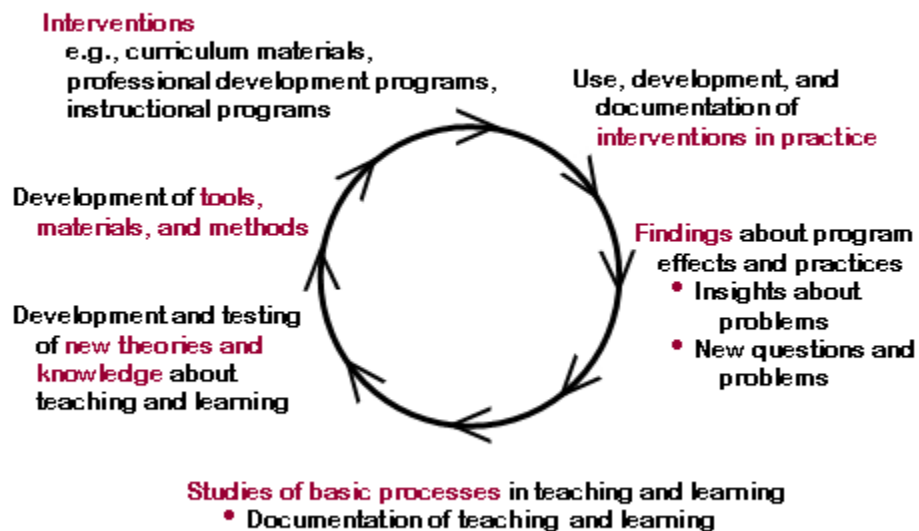 Interventions
e.g., curriculum materials,
professional development programs,
instructional programs
Use, development, and
documentation of
interventions in practice
Findings about program
effects and practices
• Insights about
problems
• New questions and
problems
Studies of basic processes in teaching and learning
• Documentation of teaching and learning
Development and testing
of new theories and
knowledge about
teaching and learning
Development of tools,
materials, and methods